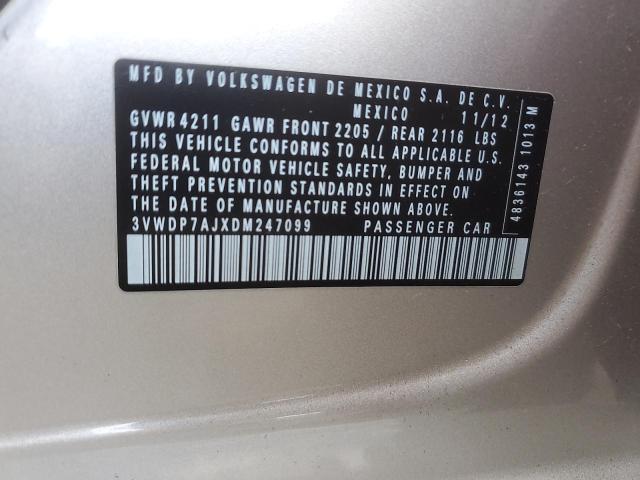 MFD BY VOLKSWAGEN DE MEXICO S.A. DE C.V.
MEXICO 11/12
GVWR 4211 GAWR FRONT 2205 / REAR 2116 LBS
THIS VEHICLE CONFORMS TO ALL APPLICABLE U.S.
FEDERAL MOTOR VEHICLE SAFETY, BUMPER AND
THEFT PREVENTION STANDARDS IN EFFECT ON
THE DATE OF MANUFACTURE SHOWN ABOVE.
3VWDP7AJXDM247099 PASSENGER CAR
4836143 1013 M